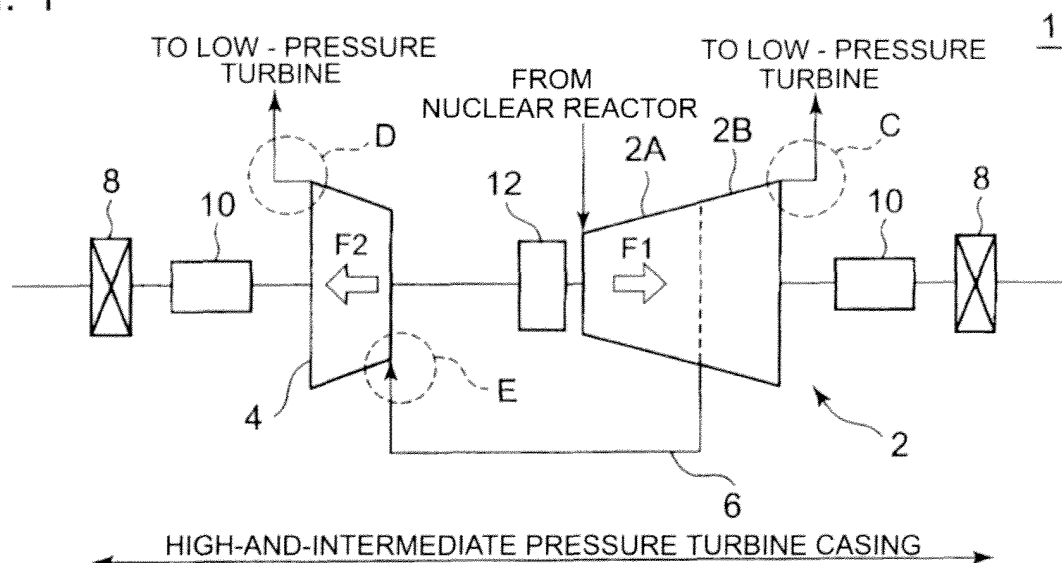 1
TO LOW - PRESSURE
TURBINE
TO LOW - PRESSURE
TURBINE
FROM
NUCLEAR REACTOR
D
2A
2B
C
8
10
12
10
8
F2
F1
4
E
2
6
HIGH-AND-INTERMEDIATE PRESSURE TURBINE CASING